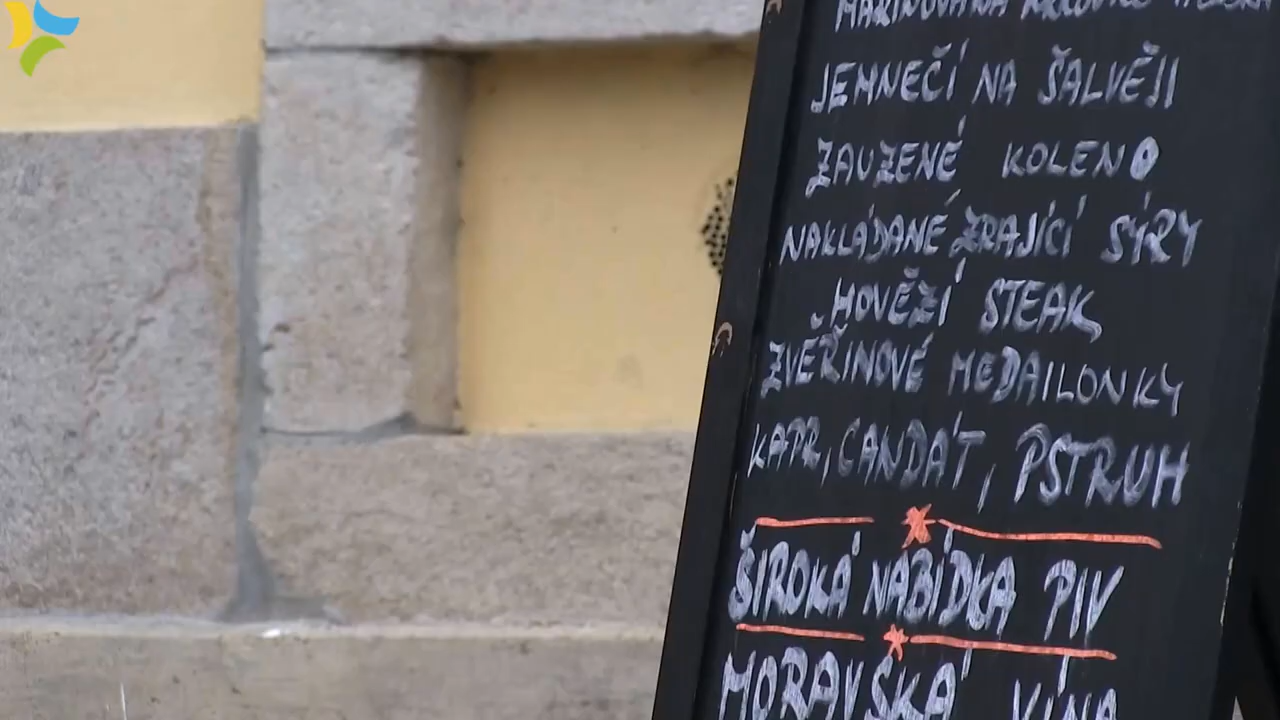 MARINOVANÁ
JEHNEČÍ NA ŠALVĚJI
ZAUZENÉ KOLENO
NAKLÁDANÉ ZRAJÍCÍ SÝRY
HOVĚZÍ STEAK
ZVĚŘINOVÉ MEDAILONKY
KAPR, CANDÁT, PSTRUH
ŠIROKÁ NABÍDKA PIV
MORAVSKÁ VÍNA